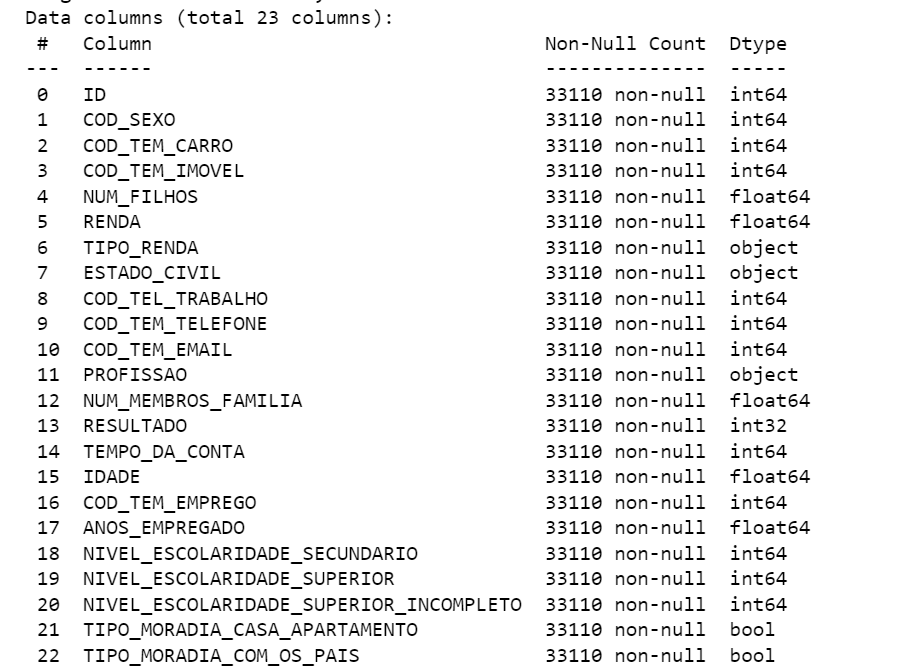 Data columns (total 23 columns):
 #   Column                                Non-Null Count  Dtype
---  ------                                --------------  -----
 0   ID                                    33110 non-null  int64
 1   COD_SEXO                              33110 non-null  int64
 2   COD_TEM_CARRO                         33110 non-null  int64
 3   COD_TEM_IMOVEL                        33110 non-null  int64
 4   NUM_FILHOS                            33110 non-null  float64
 5   RENDA                                 33110 non-null  float64
 6   TIPO_RENDA                            33110 non-null  object
 7   ESTADO_CIVIL                          33110 non-null  object
 8   COD_TEL_TRABALHO                      33110 non-null  int64
 9   COD_TEM_TELEFONE                      33110 non-null  int64
 10  COD_TEM_EMAIL                         33110 non-null  int64
 11  PROFISSAO                             33110 non-null  object
 12  NUM_MEMBROS_FAMILIA                   33110 non-null  float64
 13  RESULTADO                             33110 non-null  int32
 14  TEMPO_DA_CONTA                        33110 non-null  int64
 15  IDADE                                 33110 non-null  float64
 16  COD_TEM_EMPREGO                       33110 non-null  int64
 17  ANOS_EMPREGADO                        33110 non-null  float64
 18  NIVEL_ESCOLARIDADE_SECUNDARIO         33110 non-null  int64
 19  NIVEL_ESCOLARIDADE_SUPERIOR           33110 non-null  int64
 20  NIVEL_ESCOLARIDADE_SUPERIOR_INCOMPLETO  33110 non-null  int64
 21  TIPO_MORADIA_CASA_APARTAMENTO         33110 non-null  bool
 22  TIPO_MORADIA_COM_OS_PAIS              33110 non-null  bool